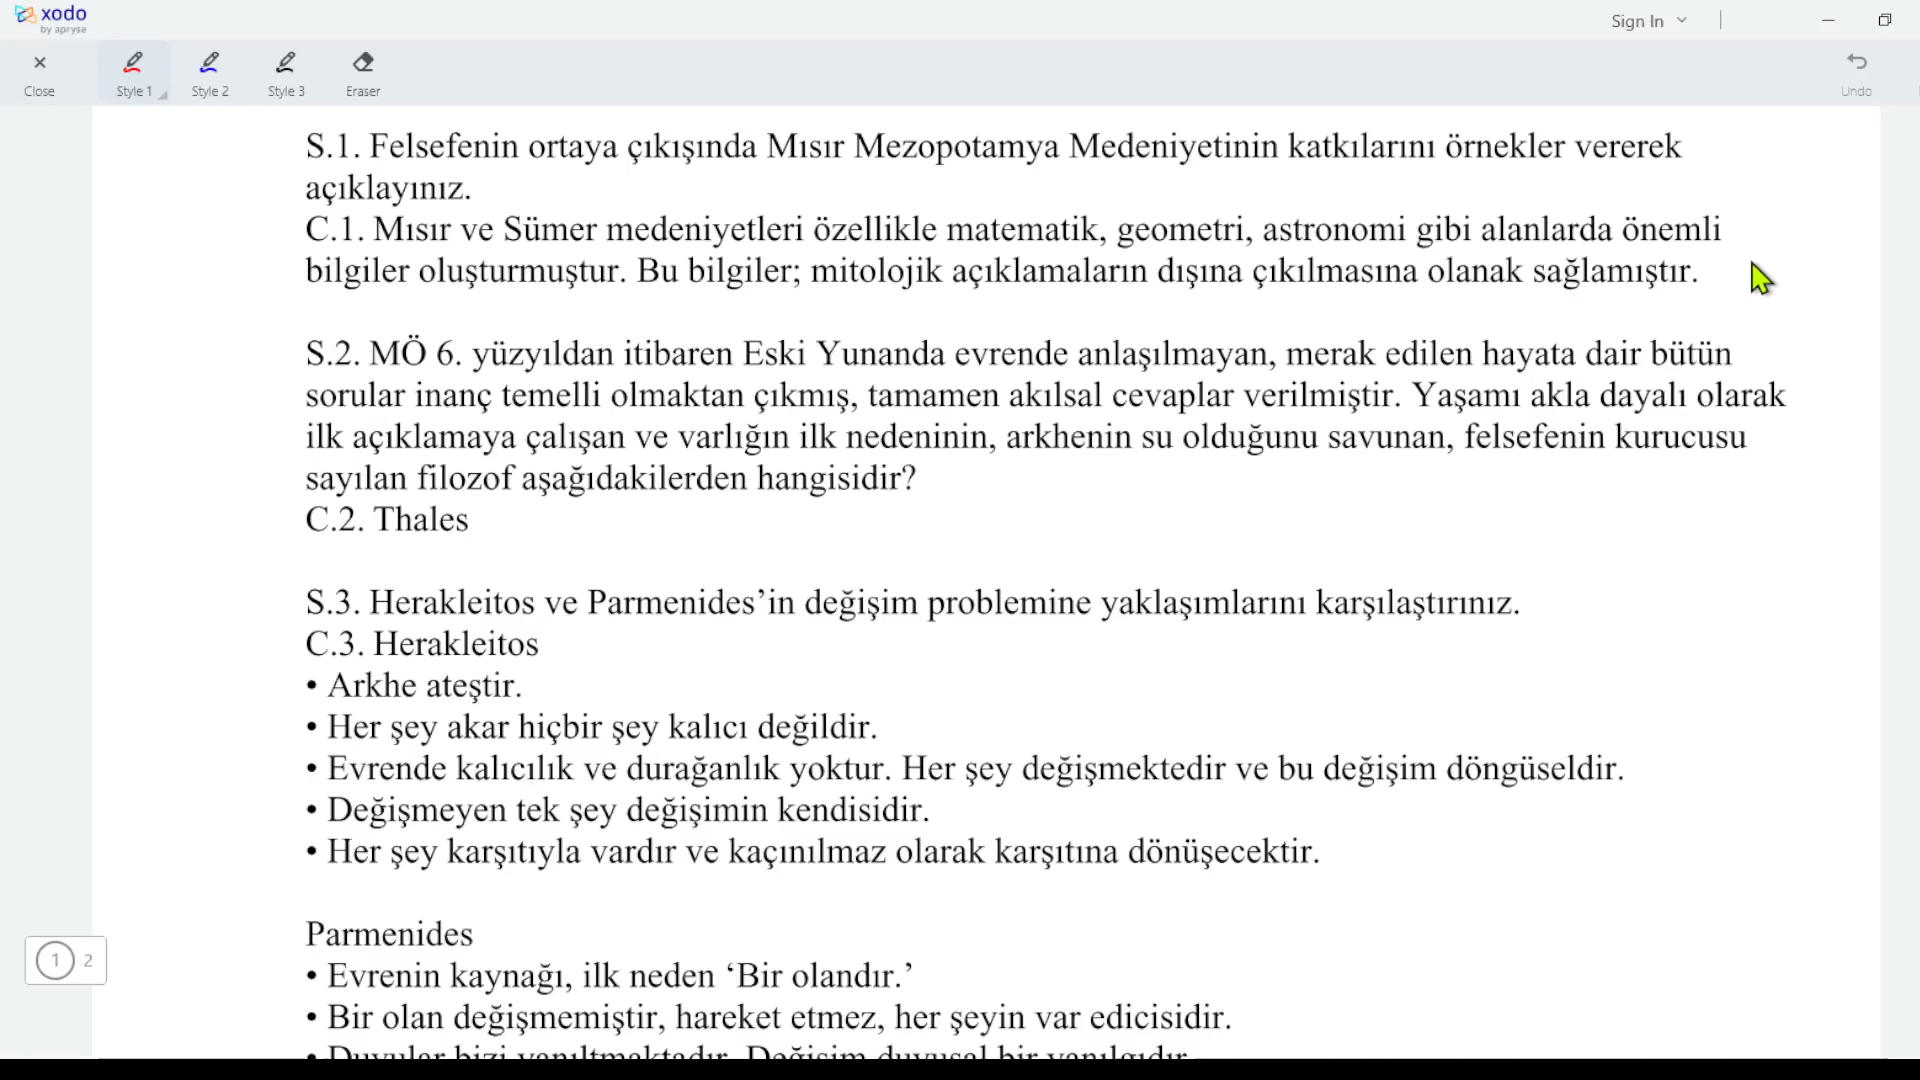 xodo
by apryse
Sign In
Close
Style 1
Style 2
Style 3
Eraser
Undo
S.1. Felsefenin ortaya çıkışında Mısır Mezopotamya Medeniyetinin katkılarını örnekler vererek
açıklayınız.
C.1. Mısır ve Sümer medeniyetleri özellikle matematik, geometri, astronomi gibi alanlarda önemli
bilgiler oluşturmuştur. Bu bilgiler; mitolojik açıklamaların dışına çıkılmasına olanak sağlamıştır.
S.2. MÖ 6. yüzyıldan itibaren Eski Yunanda evrende anlaşılmayan, merak edilen hayata dair bütün
sorular inanç temelli olmaktan çıkmış, tamamen akılsal cevaplar verilmiştir. Yaşamı akla dayalı olarak
ilk açıklamaya çalışan ve varlığın ilk nedeninin, arkhenin su olduğunu savunan, felsefenin kurucusu
sayılan filozof aşağıdakilerden hangisidir?
C.2. Thales
S.3. Herakleitos ve Parmenides’in değişim problemine yaklaşımlarını karşılaştırınız.
C.3. Herakleitos
• Arkhe ateştir.
• Her şey akar hiçbir şey kalıcı değildir.
• Evrende kalıcılık ve durağanlık yoktur. Her şey değişmektedir ve bu değişim döngüseldir.
• Değişmeyen tek şey değişimin kendisidir.
• Her şey karşıtıyla vardır ve kaçınılmaz olarak karşıtına dönüşecektir.
Parmenides
• Evrenin kaynağı, ilk neden ‘Bir olandır.’
• Bir olan değişmemiştir, hareket etmez, her şeyin var edicisidir.
• Duyular bizi yanıltmaktadır. Değişim duyusal bir yanılgıdır.
1 2